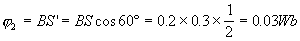 φ₂ = BS' = BS cos 60° = 0.2 × 0.3 × 1/2 = 0.03Wb